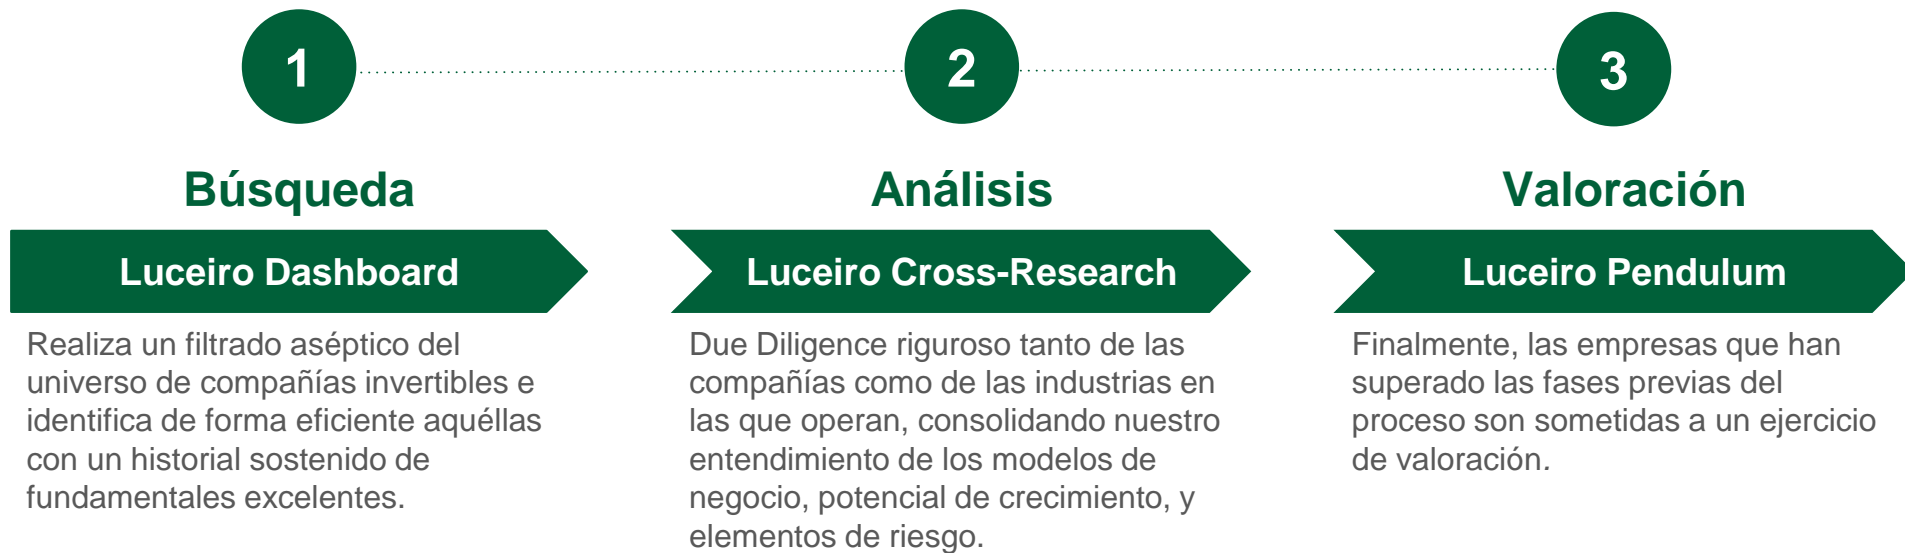 1
2
3
Búsqueda
Luceiro Dashboard
Realiza un filtrado aséptico del
universo de compañías invertibles e
identifica de forma eficiente aquéllas
con un historial sostenido de
fundamentales excelentes.
Análisis
Luceiro Cross-Research
Due Diligence riguroso tanto de las
compañías como de las industrias en
las que operan, consolidando nuestro
entendimiento de los modelos de
negocio, potencial de crecimiento, y
elementos de riesgo.
Valoración
Luceiro Pendulum
Finalmente, las empresas que han
superado las fases previas del
proceso son sometidas a un ejercicio
de valoración.